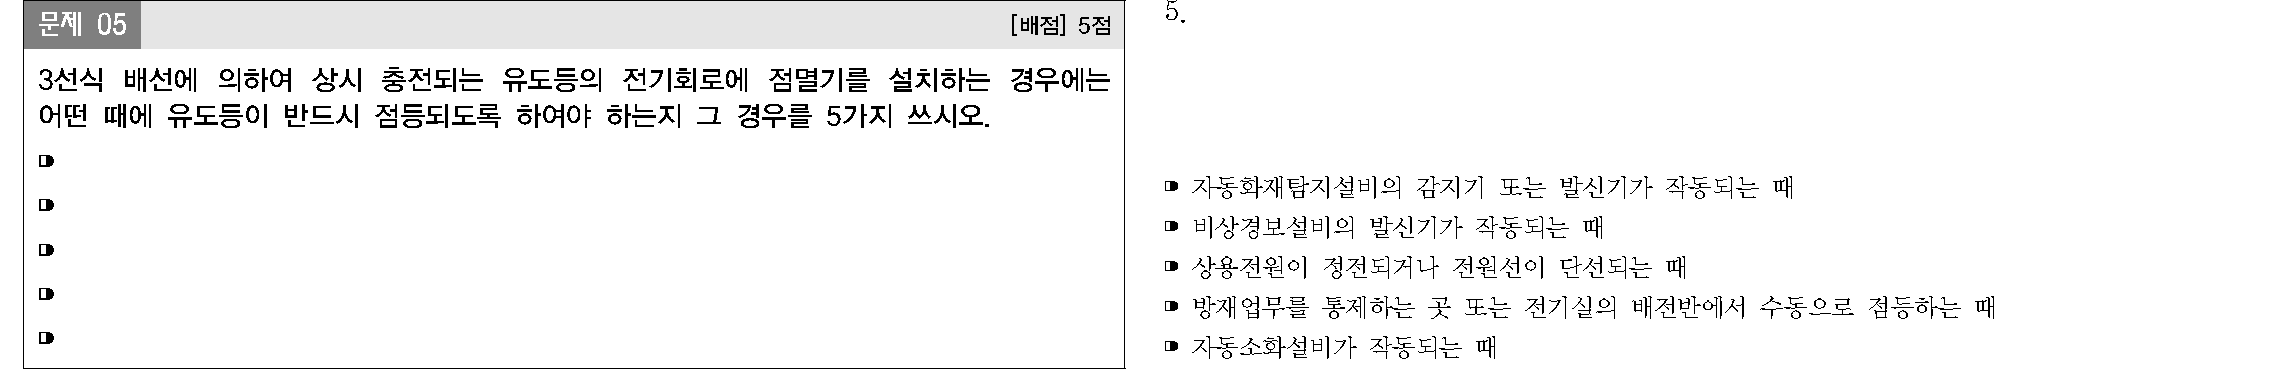 문제 05
[배점] 5점
3선식 배선에 의하여 상시 충전되는 유도등의 전기회로에 점멸기를 설치하는 경우에는
어떤 때에 유도등이 반드시 점등되도록 하여야 하는지 그 경우를 5가지 쓰시오.
5.
자동화재탐지설비의 감지기 또는 발신기가 작동되는 때
비상경보설비의 발신기가 작동되는 때
상용전원이 정전되거나 전원선이 단선되는 때
방재업무를 통제하는 곳 또는 전기실의 배전반에서 수동으로 점등하는 때
자동소화설비가 작동되는 때